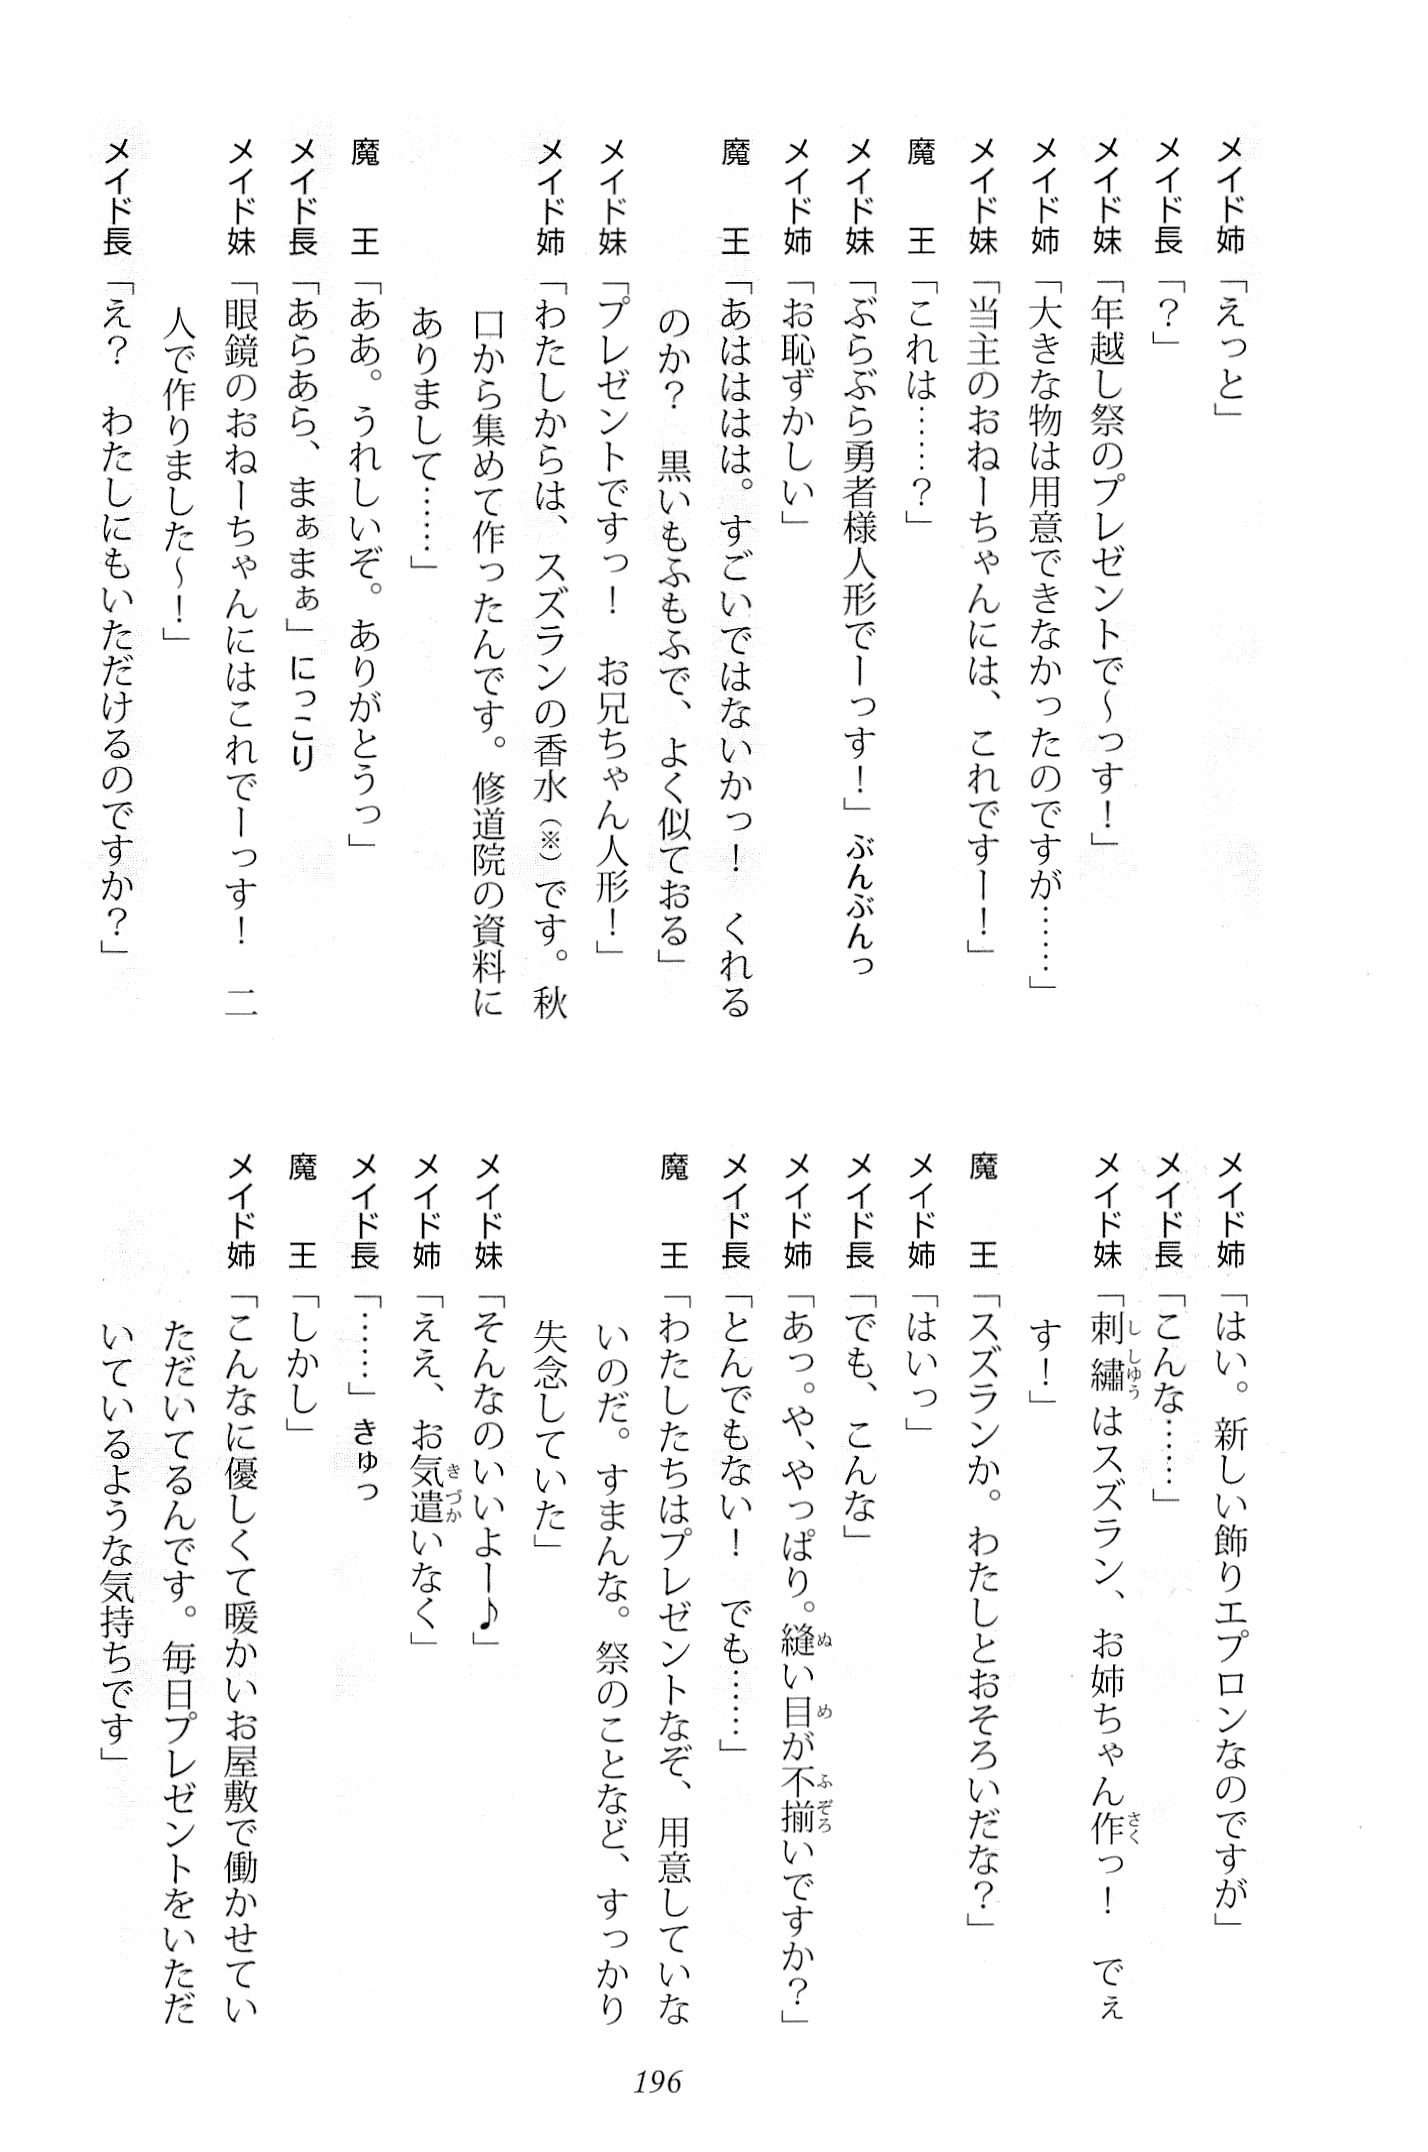 メイド姉「えっと」
メイド長「？」
メイド妹「年越し祭のプレゼントで〜っす！」
メイド姉「大きな物は用意できなかったのですが……」
メイド妹「当主のおねーちゃんには、これですー！」
魔　　王「これは……？」
メイド妹「ぶらぶら勇者様人形でーっす！」ぶんぶんっ
メイド姉「お恥ずかしい」
魔　　王「あはははは。すごいではないかっ！　くれる
のか？　黒いもふもふで、よく似ておる」
メイド妹「プレゼントですっ！　お兄ちゃん人形！」
メイド姉「わたしからは、スズランの香水（※）です。秋
口から集めて作ったんです。修道院の資料に
ありまして……」
魔　　王「ああ。うれしいぞ。ありがとうっ」
メイド長「あらあら、まぁまぁ」にっこり
メイド妹「眼鏡のおねーちゃんにはこれでーっす！　二
人で作りました〜！」
メイド長「え？　わたしにもいただけるのですか？」
メイド姉「はい。新しい飾りエプロンなのですが」
メイド長「こんな……」
メイド妹「刺繡はスズラン、お姉ちゃん作っ！　でぇ
す！」
魔　　王「スズランか。わたしとおそろいだな？」
メイド姉「はいっ」
メイド長「でも、こんな」
メイド姉「あっ。や、やっぱり。縫い目が不揃いですか？」
メイド長「とんでもない！　でも……」
魔　　王「わたしたちはプレゼントなぞ、用意していな
いのだ。すまんな。祭のことなど、すっかり
失念していた」
メイド妹「そんなのいいよー♪」
メイド姉「ええ、お気遣いなく」
メイド長「……」きゅっ
魔　　王「しかし」
メイド姉「こんなに優しくて暖かいお屋敷で働かせてい
ただいてるんです。毎日プレゼントをいただ
いているような気持ちです」
196